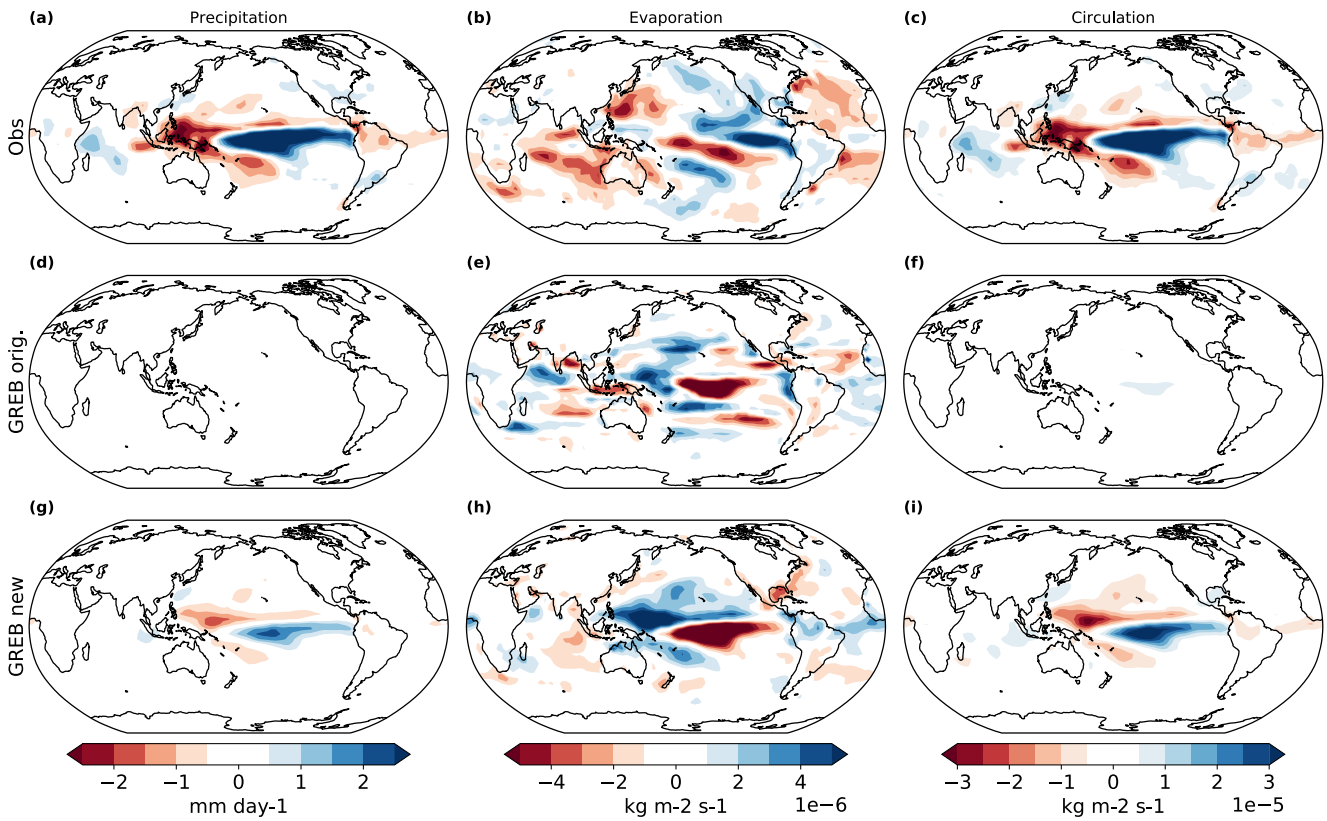 Precipitation
Evaporation
Circulation
(a)
(b)
(c)
Obs
(d)
(e)
(f)
GREB orig.
(g)
(h)
(i)
GREB new
−2 −1 0 1 2
mm day-1
−4 −2 0 2 4
kg m-2 s-1
1e−6
−3 −2 −1 0 1 2 3
kg m-2 s-1
1e−5